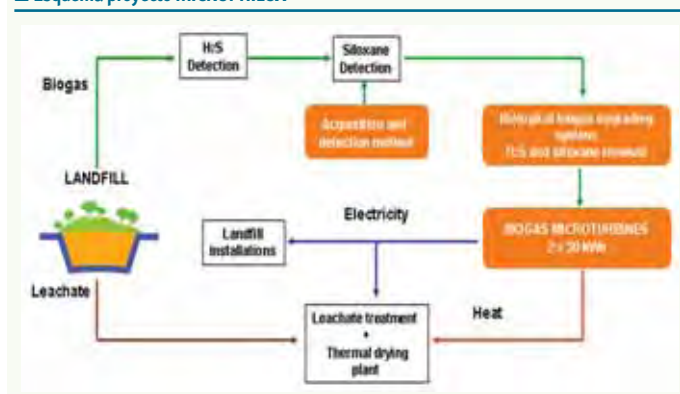 H2S
Detection
Siloxane
Detection
Biogas
Acquisition and
detection method
Biological biogas upgrading
system
H2S and siloxane removal
LANDFILL
Electricity
Landfill
installations
BIOGAS MICROTURBINES
2 x 30 kWe
Leachate
Heat
Leachate treatment
+
Thermal drying
plant